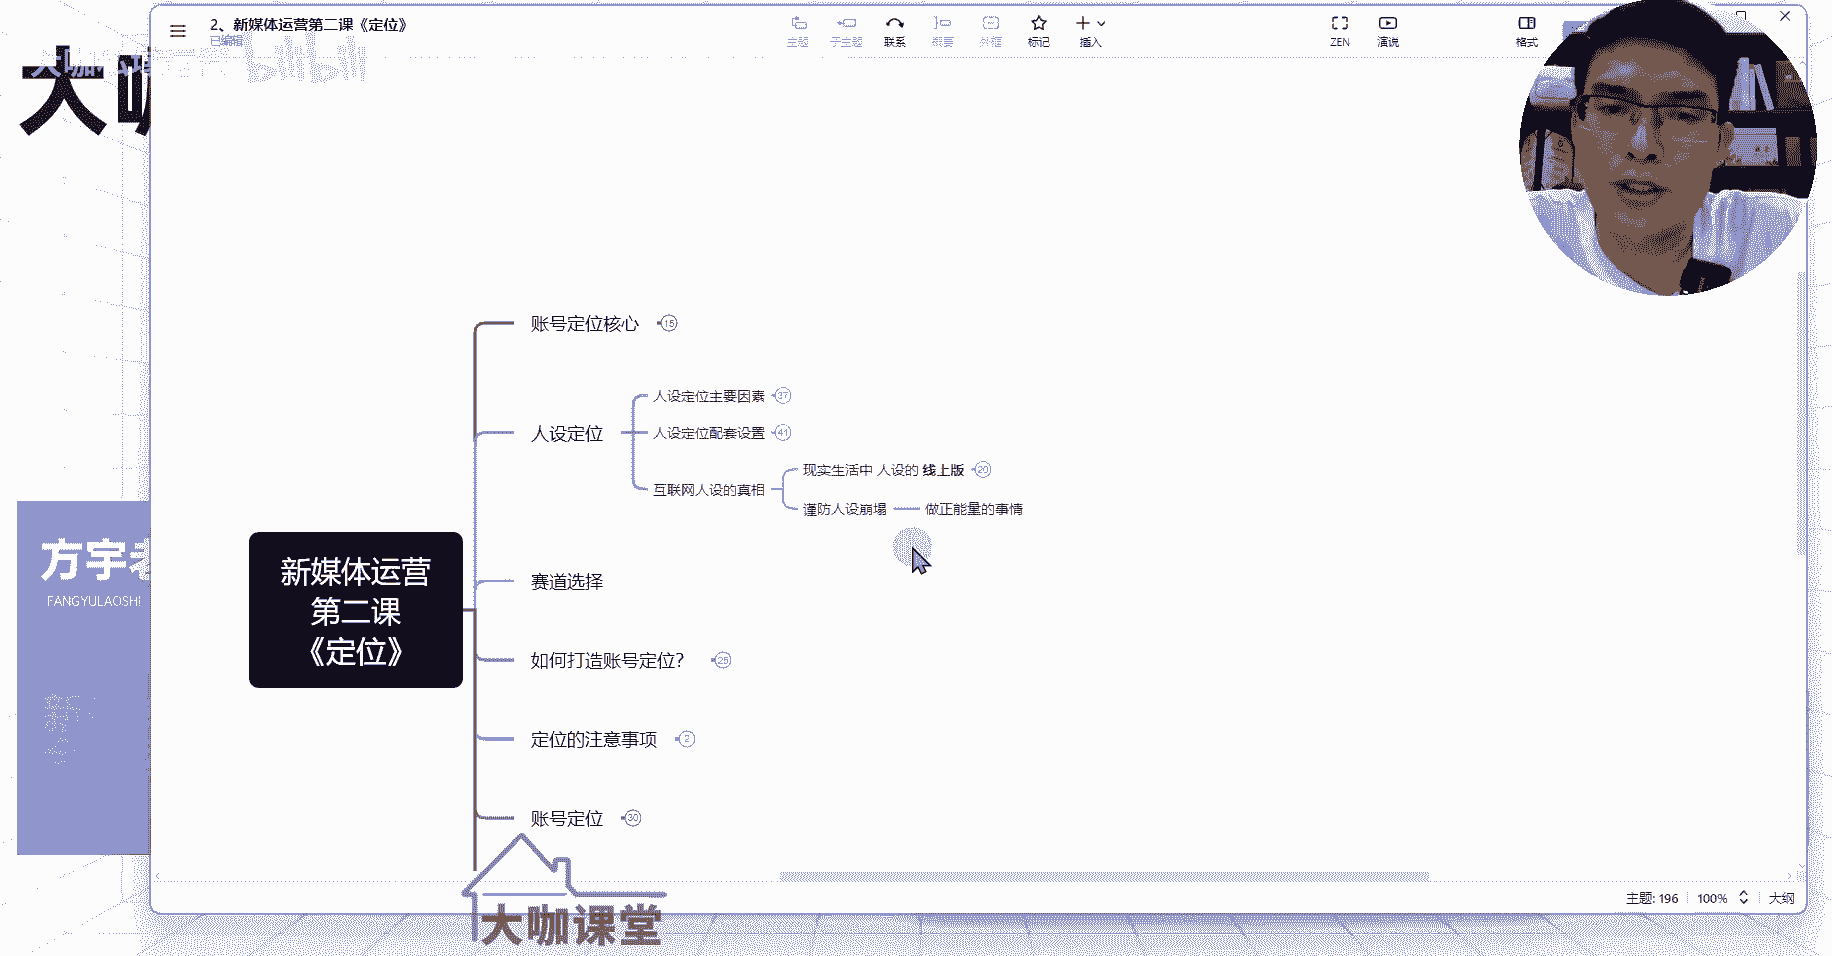 2、新媒体运营第二课《定位》
已编辑
主题
子主题
联系
概要
外框
标记
插入
ZEN
演说
格式
bilibili
大咖
账号定位核心 15
人设定位主要因素 37
人设定位
人设定位配套设置 41
现实生活中 人设的 线上版 20
互联网人设的真相
谨防人设崩塌
做正能量的事情
方宇老
FANGYULAOSHI
新媒体运营
第二课
《定位》
赛道选择
如何打造账号定位？ 25
定位的注意事项 2
账号定位 30
主题: 196
100%
大纲
大咖课堂